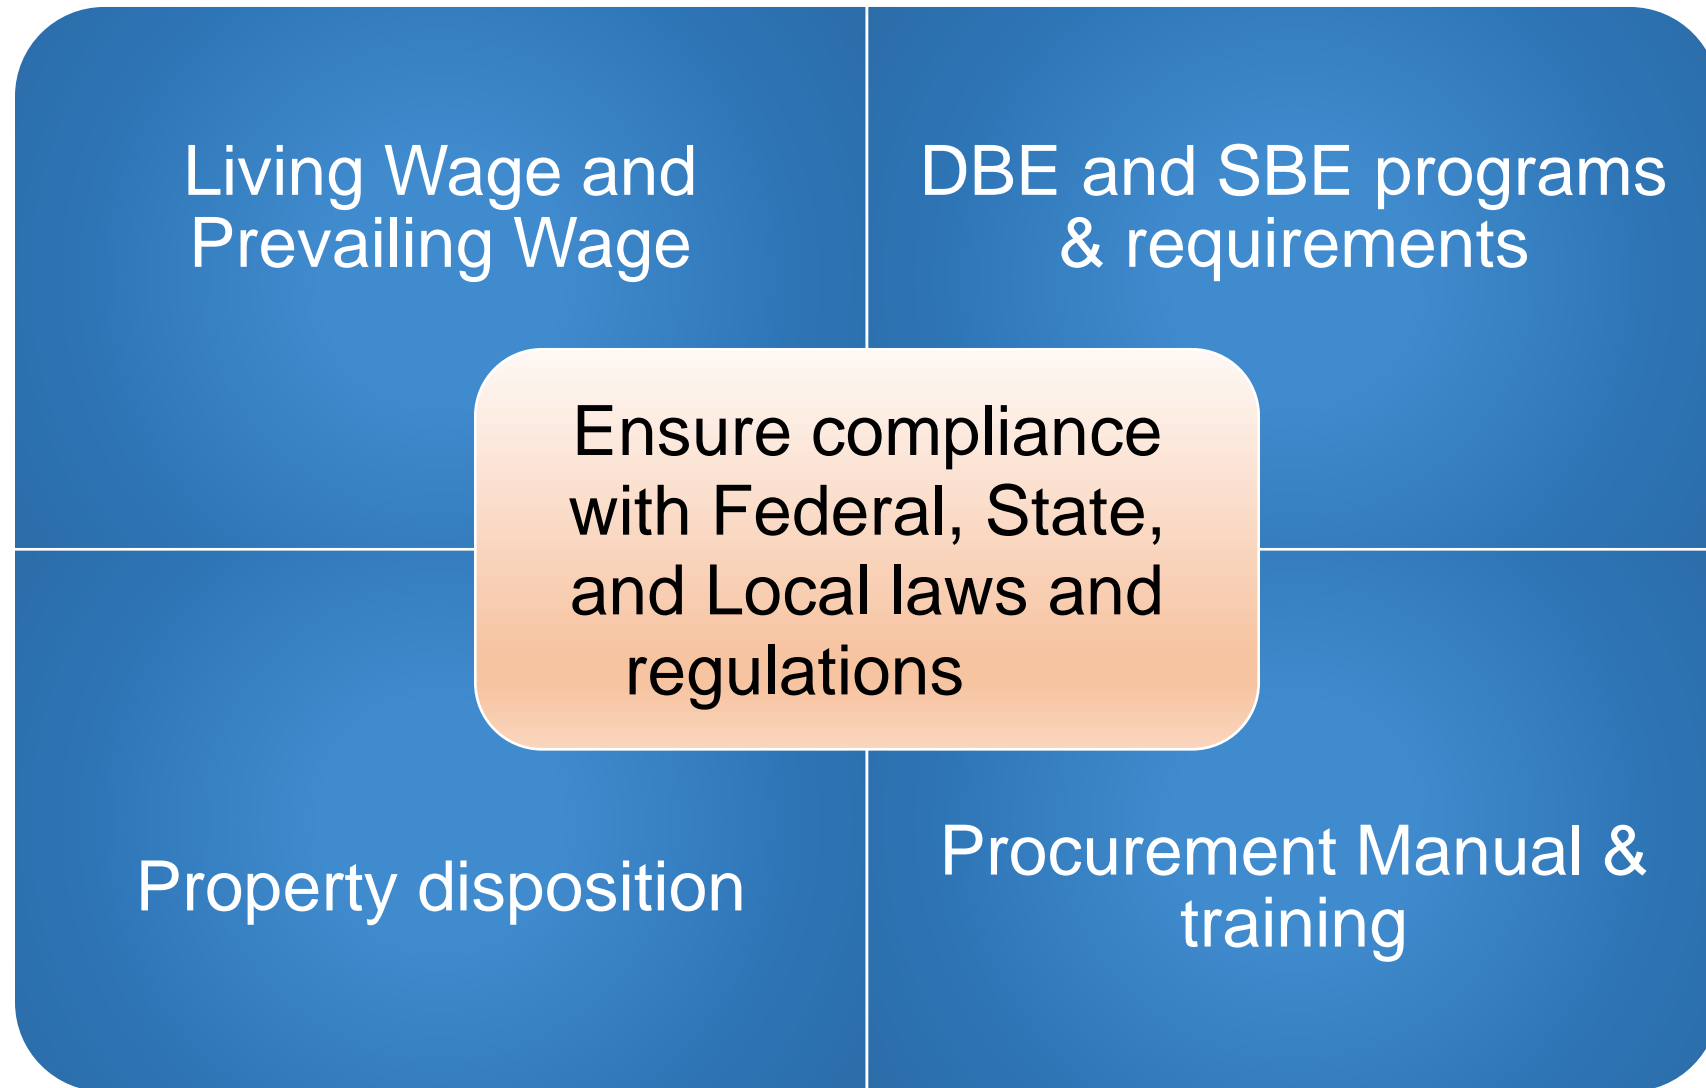 Living Wage and
Prevailing Wage
DBE and SBE programs
& requirements
Ensure compliance
with Federal, State,
and Local laws and
regulations
Property disposition
Procurement Manual &
training